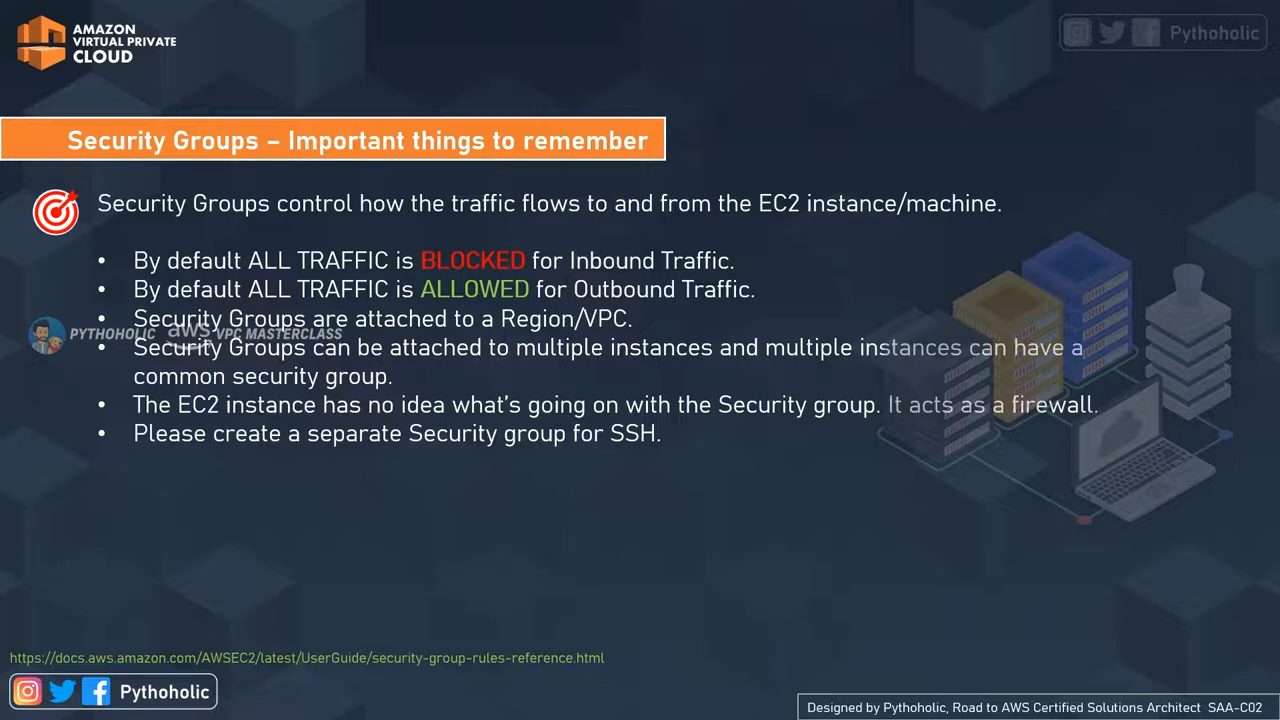 AMAZON
VIRTUAL PRIVATE
CLOUD
Pythoholic
Security Groups – Important things to remember
Security Groups control how the traffic flows to and from the EC2 instance/machine.
• By default ALL TRAFFIC is BLOCKED for Inbound Traffic.
• By default ALL TRAFFIC is ALLOWED for Outbound Traffic.
• Security Groups are attached to a Region/VPC.
PYTHOHOLIC aws VPC MASTERCLASS
• Security Groups can be attached to multiple instances and multiple instances can have a
common security group.
• The EC2 instance has no idea what's going on with the Security group. It acts as a firewall.
• Please create a separate Security group for SSH.
https://docs.aws.amazon.com/AWSEC2/latest/UserGuide/security-group-rules-reference.html
Pythoholic
Designed by Pythoholic, Road to AWS Certified Solutions Architect SAA-C02